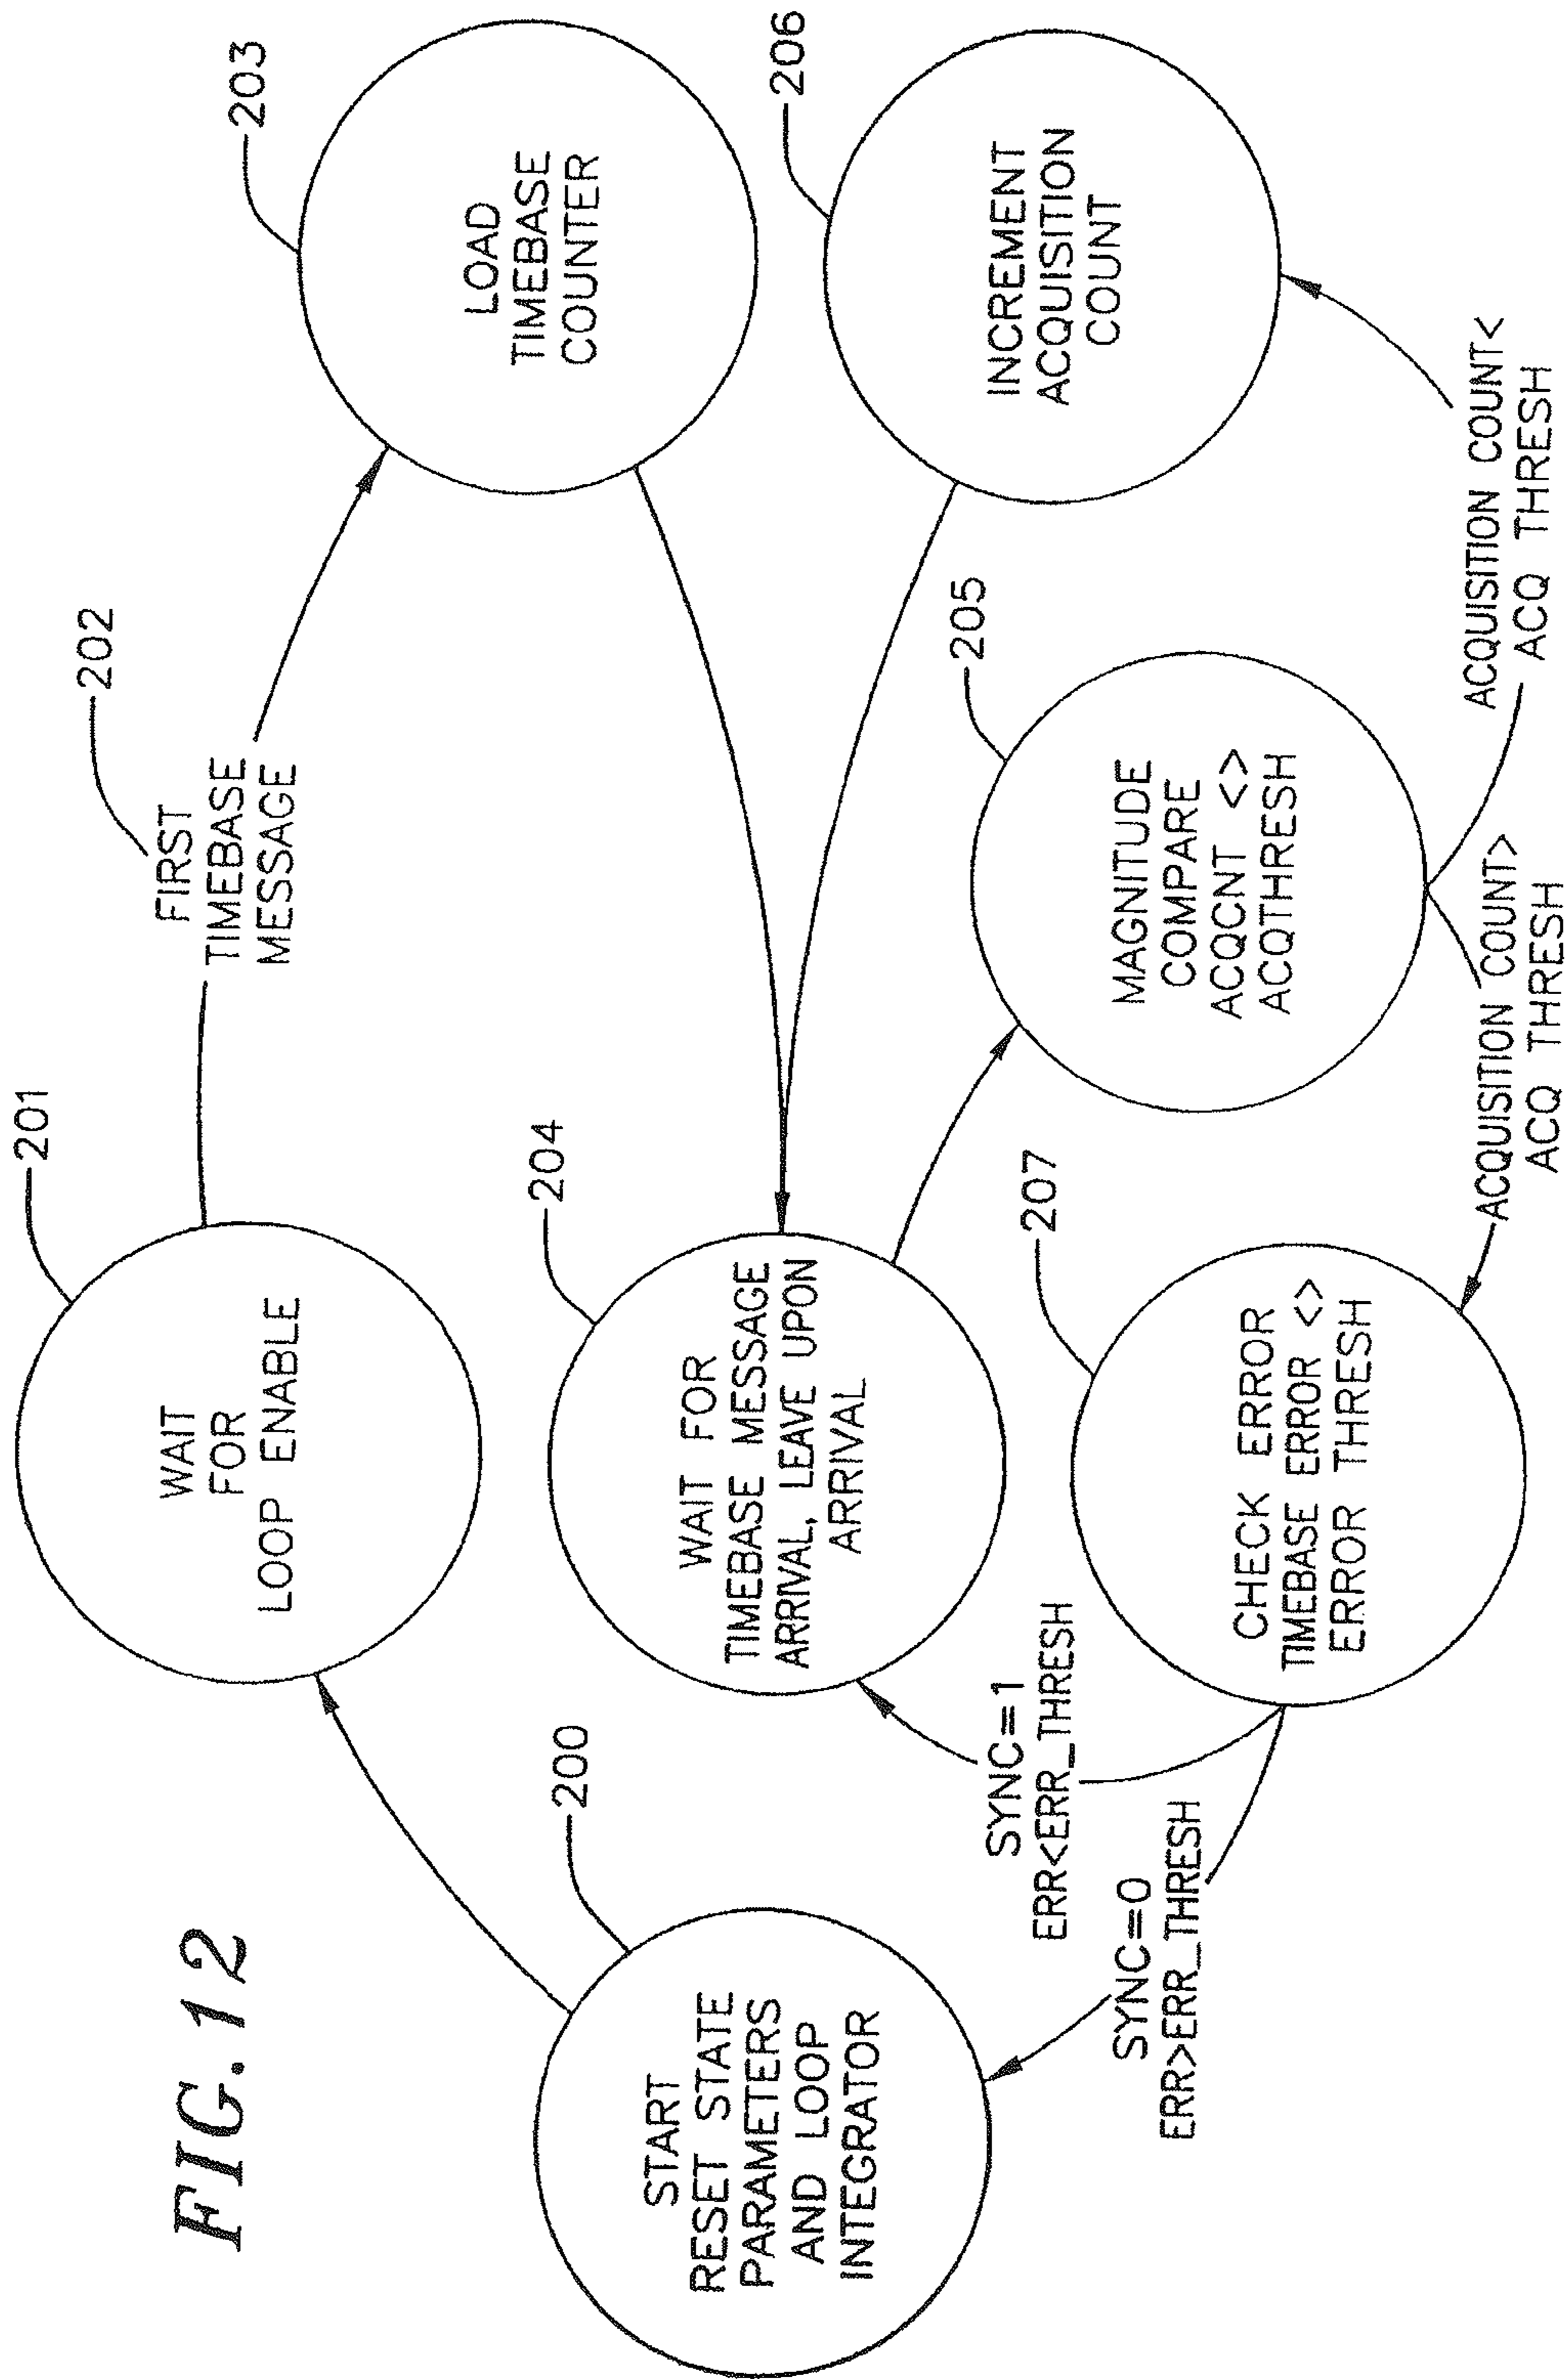 FIG.12
START
RESET STATE
PARAMETERS
AND LOOP
INTEGRATOR
200
WAIT
FOR
LOOP ENABLE
201
FIRST
TIMEBASE
MESSAGE
202
LOAD
TIMEBASE
COUNTER
203
WAIT FOR
TIMEBASE MESSAGE
ARRIVAL, LEAVE UPON
ARRIVAL
204
MAGNITUDE
COMPARE
ACQCNT <>
ACQTHRESH
205
INCREMENT
ACQUISITION
COUNT
206
CHECK ERROR
TIMEBASE ERROR <>
ERROR THRESH
207
SYNC=1
ERR<ERR_THRESH
SYNC=0
ERR>ERR_THRESH
ACQUISITION COUNT>
ACQ THRESH
ACQUISITION COUNT<
ACQ THRESH